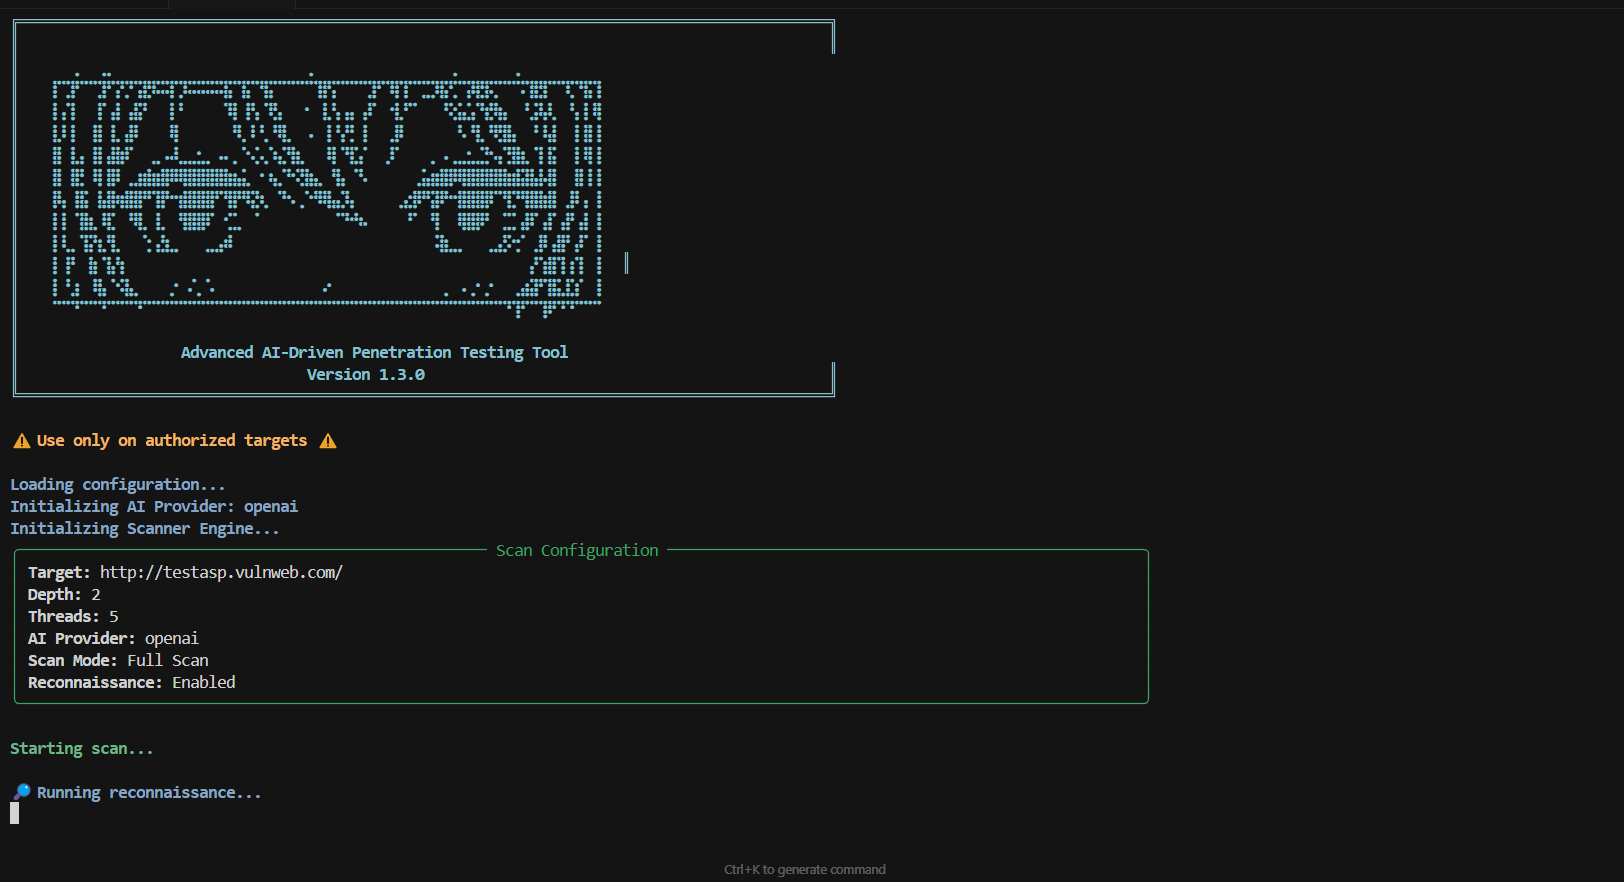 Advanced AI-Driven Penetration Testing Tool
Version 1.3.0
⚠ Use only on authorized targets ⚠
Loading configuration...
Initializing AI Provider: openai
Initializing Scanner Engine...
Scan Configuration
Target: http://testasp.vulnweb.com/
Depth: 2
Threads: 5
AI Provider: openai
Scan Mode: Full Scan
Reconnaissance: Enabled
Starting scan...
🔎 Running reconnaissance...
Ctrl+K to generate command